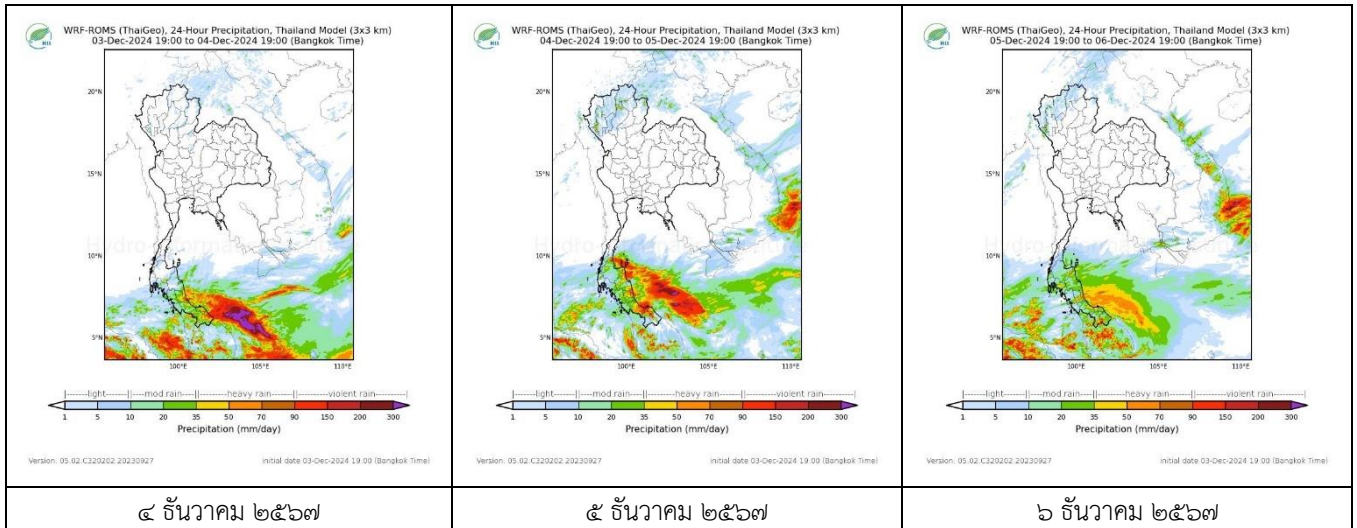 HII
WRF-ROMS (ThaiGeo), 24-Hour Precipitation, Thailand Model (3x3 km)
03-Dec-2024 19:00 to 04-Dec-2024 19:00 (Bangkok Time)
20°N
15°N
10°N
5°N
100°E
105°E
110°E
light
mod.rain
heavy rain
violent rain
1 5 10 20 35 50 70 90 150 200 300
Precipitation (mm/day)
Version: 05.02.C320202.20230927
initial date 03-Dec-2024 19:00 (Bangkok Time)
๔ ธันวาคม ๒๕๖๗
HII
WRF-ROMS (ThaiGeo), 24-Hour Precipitation, Thailand Model (3x3 km)
04-Dec-2024 19:00 to 05-Dec-2024 19:00 (Bangkok Time)
20°N
15°N
10°N
5°N
100°E
105°E
110°E
light
mod.rain
heavy rain
violent rain
1 5 10 20 35 50 70 90 150 200 300
Precipitation (mm/day)
Version: 05.02.C320202.20230927
initial date 03-Dec-2024 19:00 (Bangkok Time)
๕ ธันวาคม ๒๕๖๗
HII
WRF-ROMS (ThaiGeo), 24-Hour Precipitation, Thailand Model (3x3 km)
05-Dec-2024 19:00 to 06-Dec-2024 19:00 (Bangkok Time)
20°N
15°N
10°N
5°N
100°E
105°E
110°E
light
mod.rain
heavy rain
violent rain
1 5 10 20 35 50 70 90 150 200 300
Precipitation (mm/day)
Version: 05.02.C320202.20230927
initial date 03-Dec-2024 19:00 (Bangkok Time)
๖ ธันวาคม ๒๕๖๗